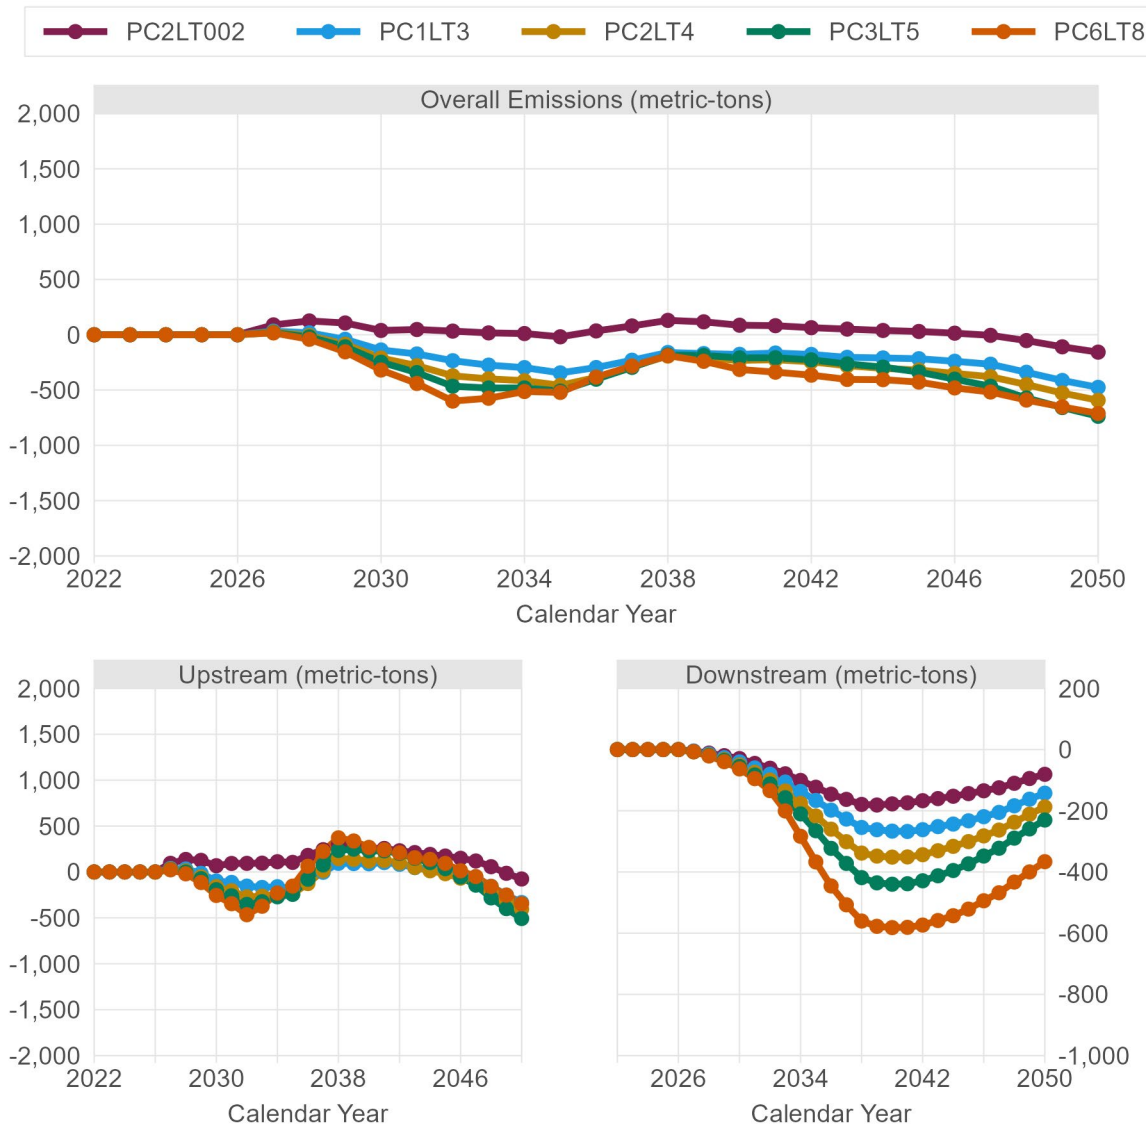 PC2LT002 PC1LT3 PC2LT4 PC3LT5 PC6LT8
Overall Emissions (metric-tons)
2,000
1,500
1,000
500
0
-500
-1,000
-1,500
-2,000
2022 2026 2030 2034 2038 2042 2046 2050
Calendar Year
Upstream (metric-tons)
2,000
1,500
1,000
500
0
-500
-1,000
-1,500
-2,000
2022 2030 2038 2046
Calendar Year
Downstream (metric-tons)
200
0
-200
-400
-600
-800
-1,000
2026 2034 2042 2050
Calendar Year